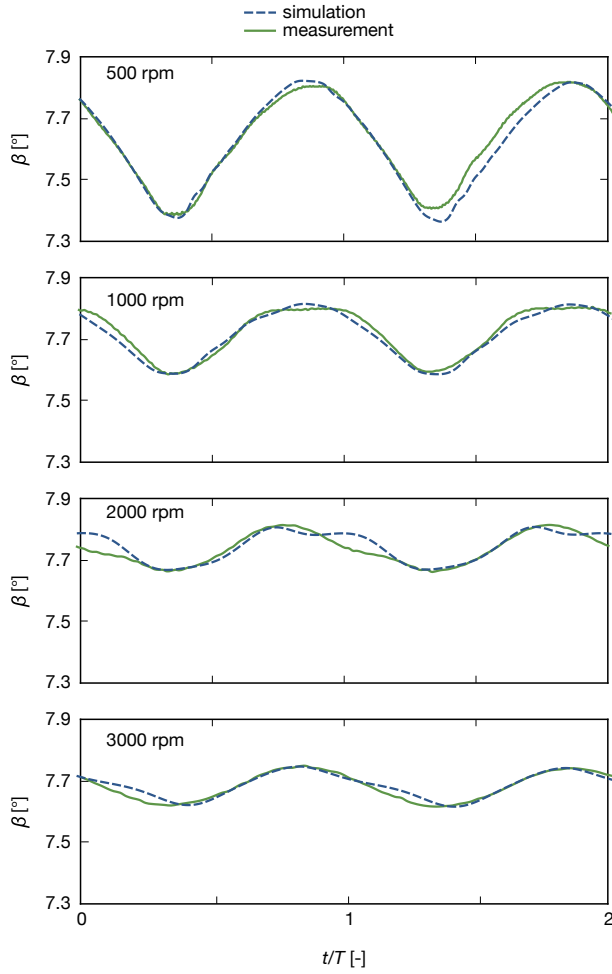 simulation
measurement
500 rpm
7.9
7.7
7.5
7.3
β [°]
1000 rpm
7.9
7.7
7.5
7.3
β [°]
2000 rpm
7.9
7.7
7.5
7.3
β [°]
3000 rpm
7.9
7.7
7.5
7.3
β [°]
0 1 2
t/T [-]